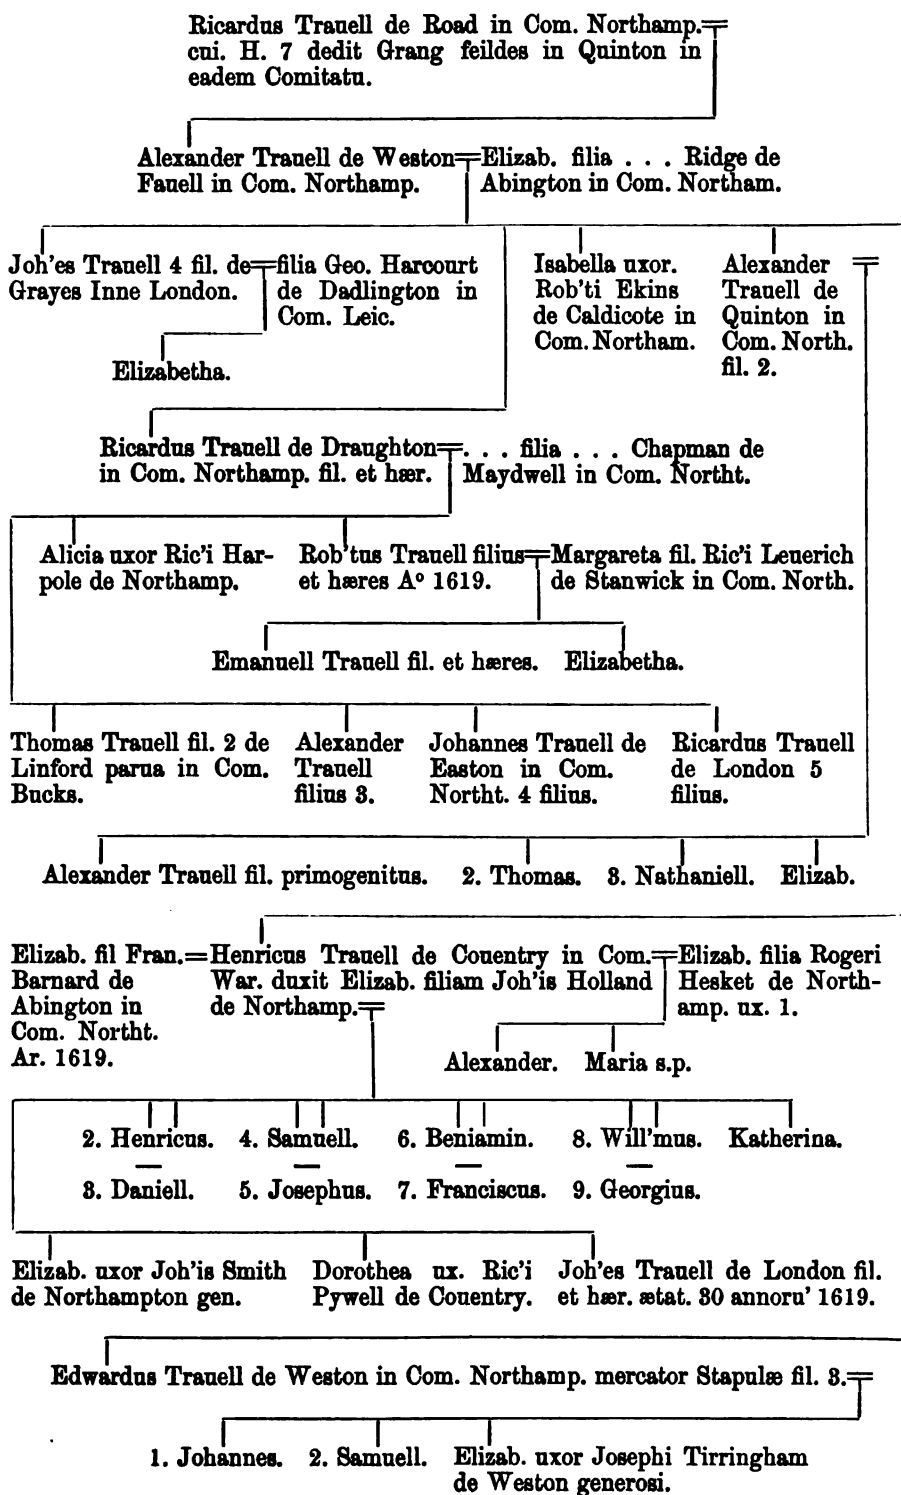 Ricardus Trauell de Road in Com. Northamp.
cui. H. 7 dedit Grang feildes in Quinton in
eadem Comitatu.
Alexander Trauell de Weston
Fauell in Com. Northamp.
Elizab. filia . . . Ridge de
Abington in Com. Northam.
Joh'es Trauell 4 fil. de
Grayes Inne London.
filia Geo. Harcourt
de Dadlington in
Com. Leic.
Elizabetha.
Isabella uxor.
Rob'ti Ekins
de Caldicote in
Com. Northam.
Alexander
Trauell de
Quinton in
Com. North.
fil. 2.
Ricardus Trauell de Draughton
in Com. Northamp. fil. et hær.
. . . filia . . . Chapman de
Maydwell in Com. Northt.
Alicia uxor Ric'i Har-
pole de Northamp.
Rob'tus Trauell filius
et hæres Aº 1619.
Margareta fil. Ric'i Leuerich
de Stanwick in Com. North.
Emanuell Trauell fil. et hæres.
Elizabetha.
Thomas Trauell fil. 2 de
Linford parua in Com.
Bucks.
Alexander
Trauell
filius 3.
Johannes Trauell de
Easton in Com.
Northt. 4 filius.
Ricardus Trauell
de London 5
filius.
Alexander Trauell fil. primogenitus.
2. Thomas.
3. Nathaniell.
Elizab.
Elizab. fil Fran.
Barnard de
Abington in
Com. Northt.
Ar. 1619.
Henricus Trauell de Couentry in Com.
War. duxit Elizab. filiam Joh'is Holland
de Northamp.
Elizab. filia Rogeri
Hesket de North-
amp. ux. 1.
Alexander.
Maria s.p.
2. Henricus.
4. Samuell.
6. Beniamin.
8. Will'mus.
Katherina.
3. Daniell.
5. Josephus.
7. Franciscus.
9. Georgius.
Elizab. uxor Joh'is Smith
de Northampton gen.
Dorothea ux. Ric'i
Pywell de Couentry.
Joh'es Trauell de London fil.
et hær. ætat. 30 annoru' 1619.
Edwardus Trauell de Weston in Com. Northamp. mercator Stapulæ fil. 3.
1. Johannes.
2. Samuell.
Elizab. uxor Josephi Tirringham
de Weston generosi.